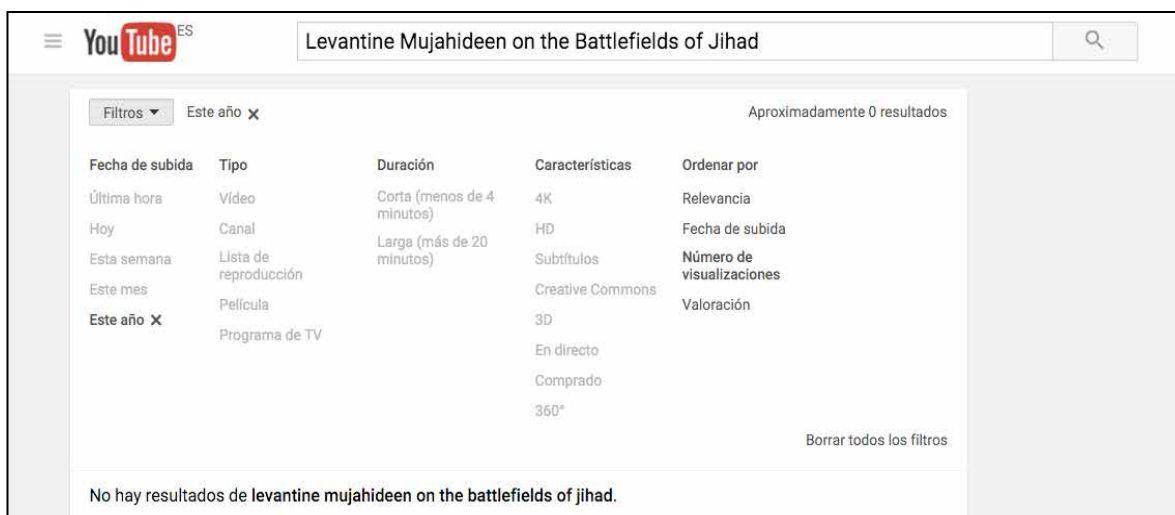 YouTube ES
Levantine Mujahideen on the Battlefields of Jihad
Filtros
Este año x
Aproximadamente 0 resultados
Fecha de subida
Última hora
Hoy
Esta semana
Este mes
Este año X
Tipo
Vídeo
Canal
Lista de
reproducción
Película
Programa de TV
Duración
Corta (menos de 4
minutos)
Larga (más de 20
minutos)
Características
4K
HD
Subtítulos
Creative Commons
3D
En directo
Comprado
360°
Ordenar por
Relevancia
Fecha de subida
Número de
visualizaciones
Valoración
Borrar todos los filtros
No hay resultados de levantine mujahideen on the battlefields of jihad.